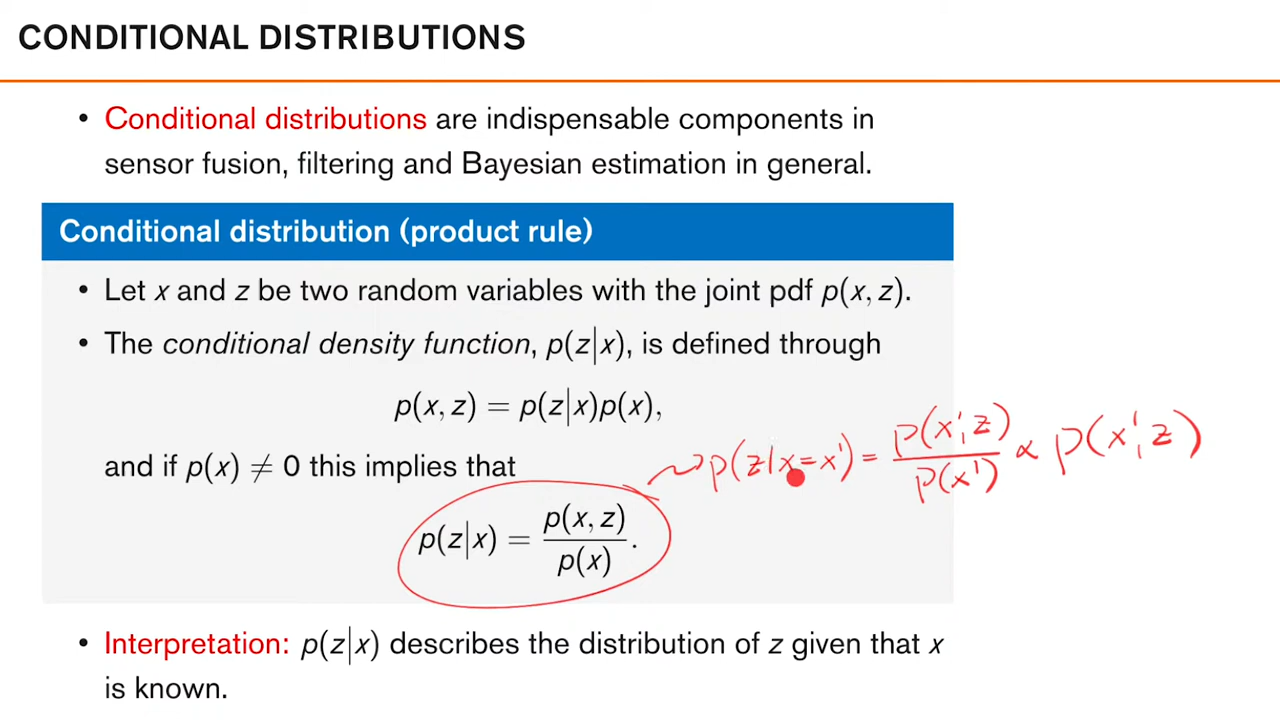 CONDITIONAL DISTRIBUTIONS
• Conditional distributions are indispensable components in
sensor fusion, filtering and Bayesian estimation in general.
Conditional distribution (product rule)
• Let x and z be two random variables with the joint pdf p(x, z).
• The conditional density function, p(z|x), is defined through
p(x, z) = p(z|x)p(x),
and if p(x) ≠ 0 this implies that
p(z|x=x') = p(x', z) / p(x') ∝ p(x', z)
p(z|x) = p(x, z) / p(x).
• Interpretation: p(z|x) describes the distribution of z given that x
is known.